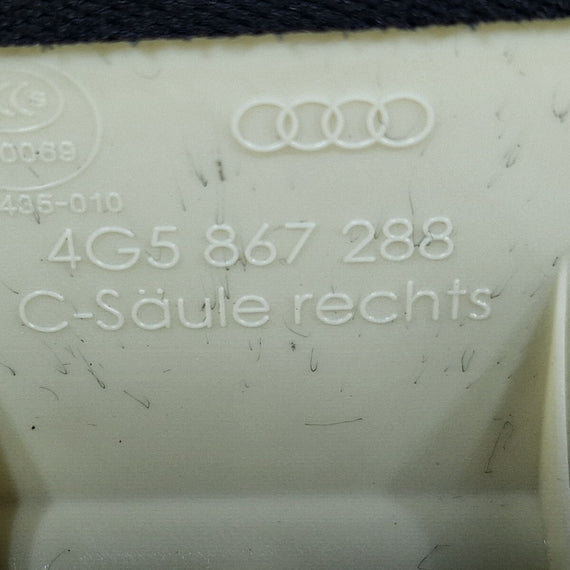 0069
435-010
4G5 867 288
C-Säule rechts